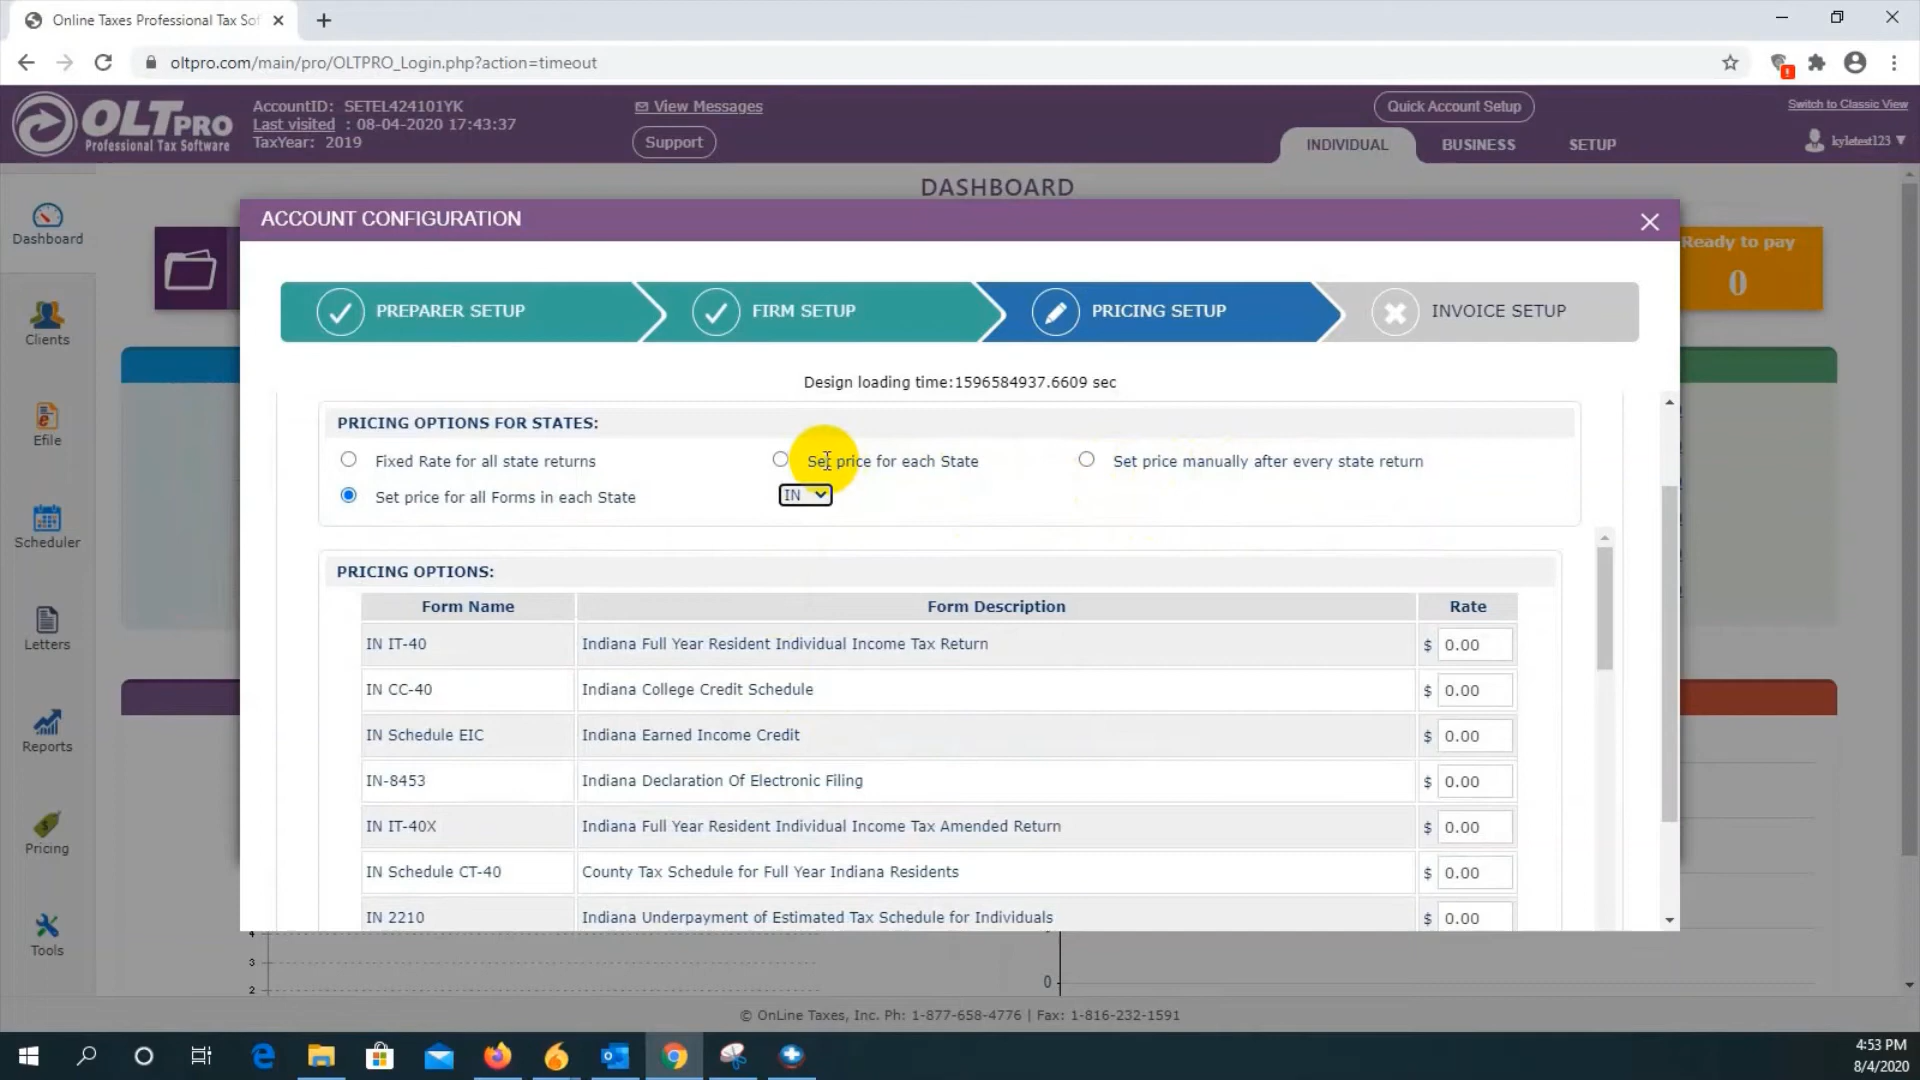 Online Taxes Professional Tax Sof
oltpro.com/main/pro/OLTPRO_Login.php?action=timeout
OLTPRO
Professional Tax Software
AccountID: SETEL424101YK
Last visited : 08-04-2020 17:43:37
TaxYear: 2019
View Messages
Support
Quick Account Setup
Switch to Classic View
INDIVIDUAL
BUSINESS
SETUP
kyletest123
DASHBOARD
Dashboard
Clients
Efile
Scheduler
Letters
Reports
Pricing
Tools
Ready to pay
0
ACCOUNT CONFIGURATION
PREPARER SETUP
FIRM SETUP
PRICING SETUP
INVOICE SETUP
Design loading time:1596584937.6609 sec
PRICING OPTIONS FOR STATES:
Fixed Rate for all state returns
Set price for each State
Set price manually after every state return
Set price for all Forms in each State
IN
PRICING OPTIONS:
Form Name Form Description Rate
IN IT-40 Indiana Full Year Resident Individual Income Tax Return $ 0.00
IN CC-40 Indiana College Credit Schedule $ 0.00
IN Schedule EIC Indiana Earned Income Credit $ 0.00
IN-8453 Indiana Declaration Of Electronic Filing $ 0.00
IN IT-40X Indiana Full Year Resident Individual Income Tax Amended Return $ 0.00
IN Schedule CT-40 County Tax Schedule for Full Year Indiana Residents $ 0.00
IN 2210 Indiana Underpayment of Estimated Tax Schedule for Individuals $ 0.00
4
3
2
0
© OnLine Taxes, Inc. Ph: 1-877-658-4776 | Fax: 1-816-232-1591
4:53 PM
8/4/2020